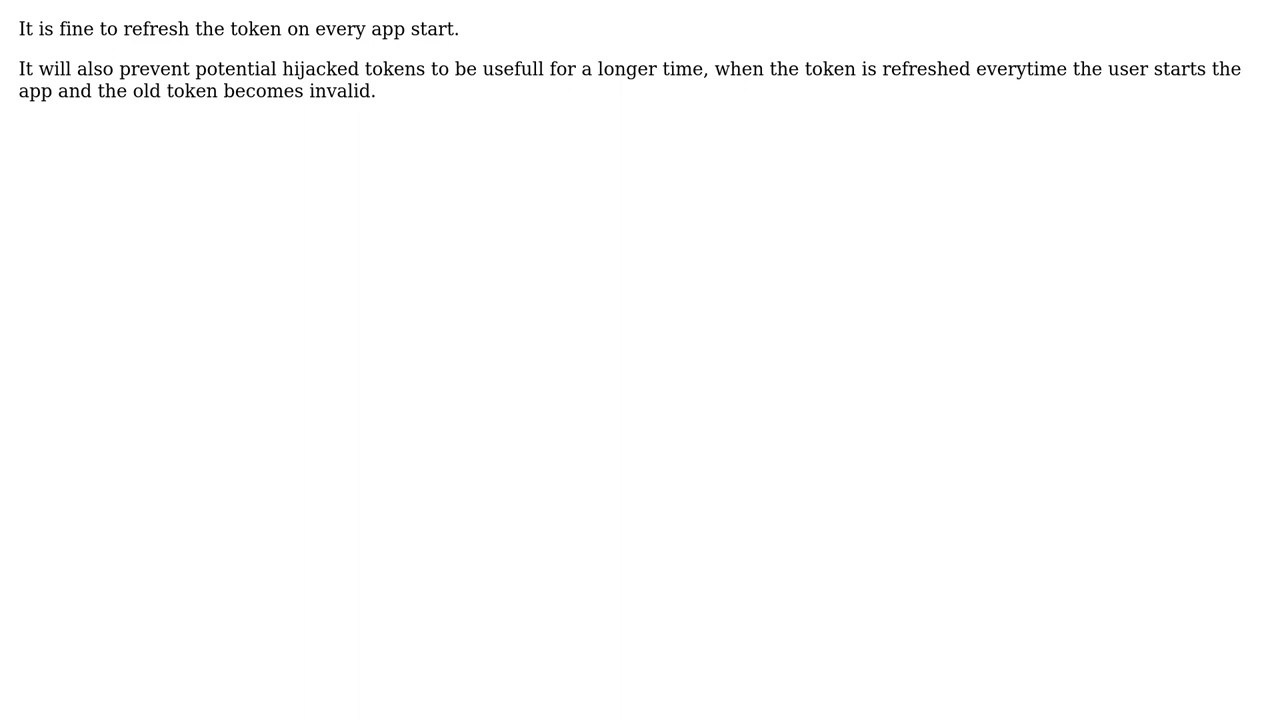 It is fine to refresh the token on every app start.
It will also prevent potential hijacked tokens to be usefull for a longer time, when the token is refreshed everytime the user starts the
app and the old token becomes invalid.